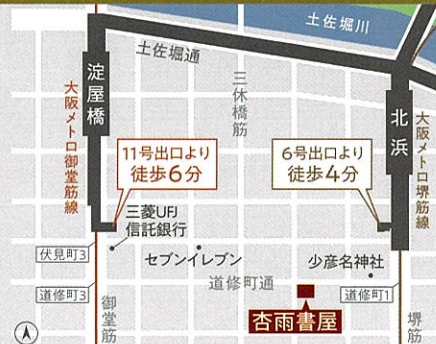 土佐堀川
土佐堀通
淀屋橋
三休橋筋
北浜
大阪メトロ御堂筋線
大阪メトロ堺筋線
11号出口より
徒歩6分
6号出口より
徒歩4分
三菱UFJ
信託銀行
伏見町3
セブンイレブン
少彦名神社
道修町3
道修町通
道修町1
御堂筋
杏雨書屋
堺筋